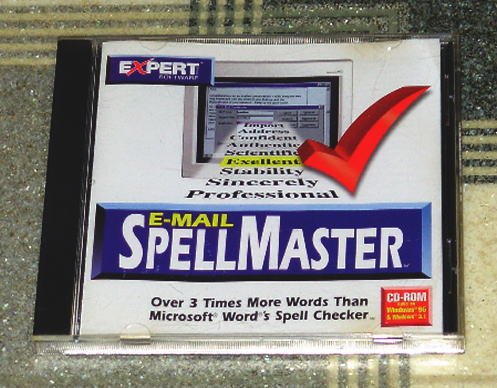 EXPERT
SOFTWARE
Import
Address
Confident
Authentic
Scientific
Exellent
Stability
Sincerely
Professional
E-MAIL
SPELLMASTER
Over 3 Times More Words Than
Microsoft® Word®'s Spell Checker
CD-ROM
Windows® 95
& Windows® 3.1